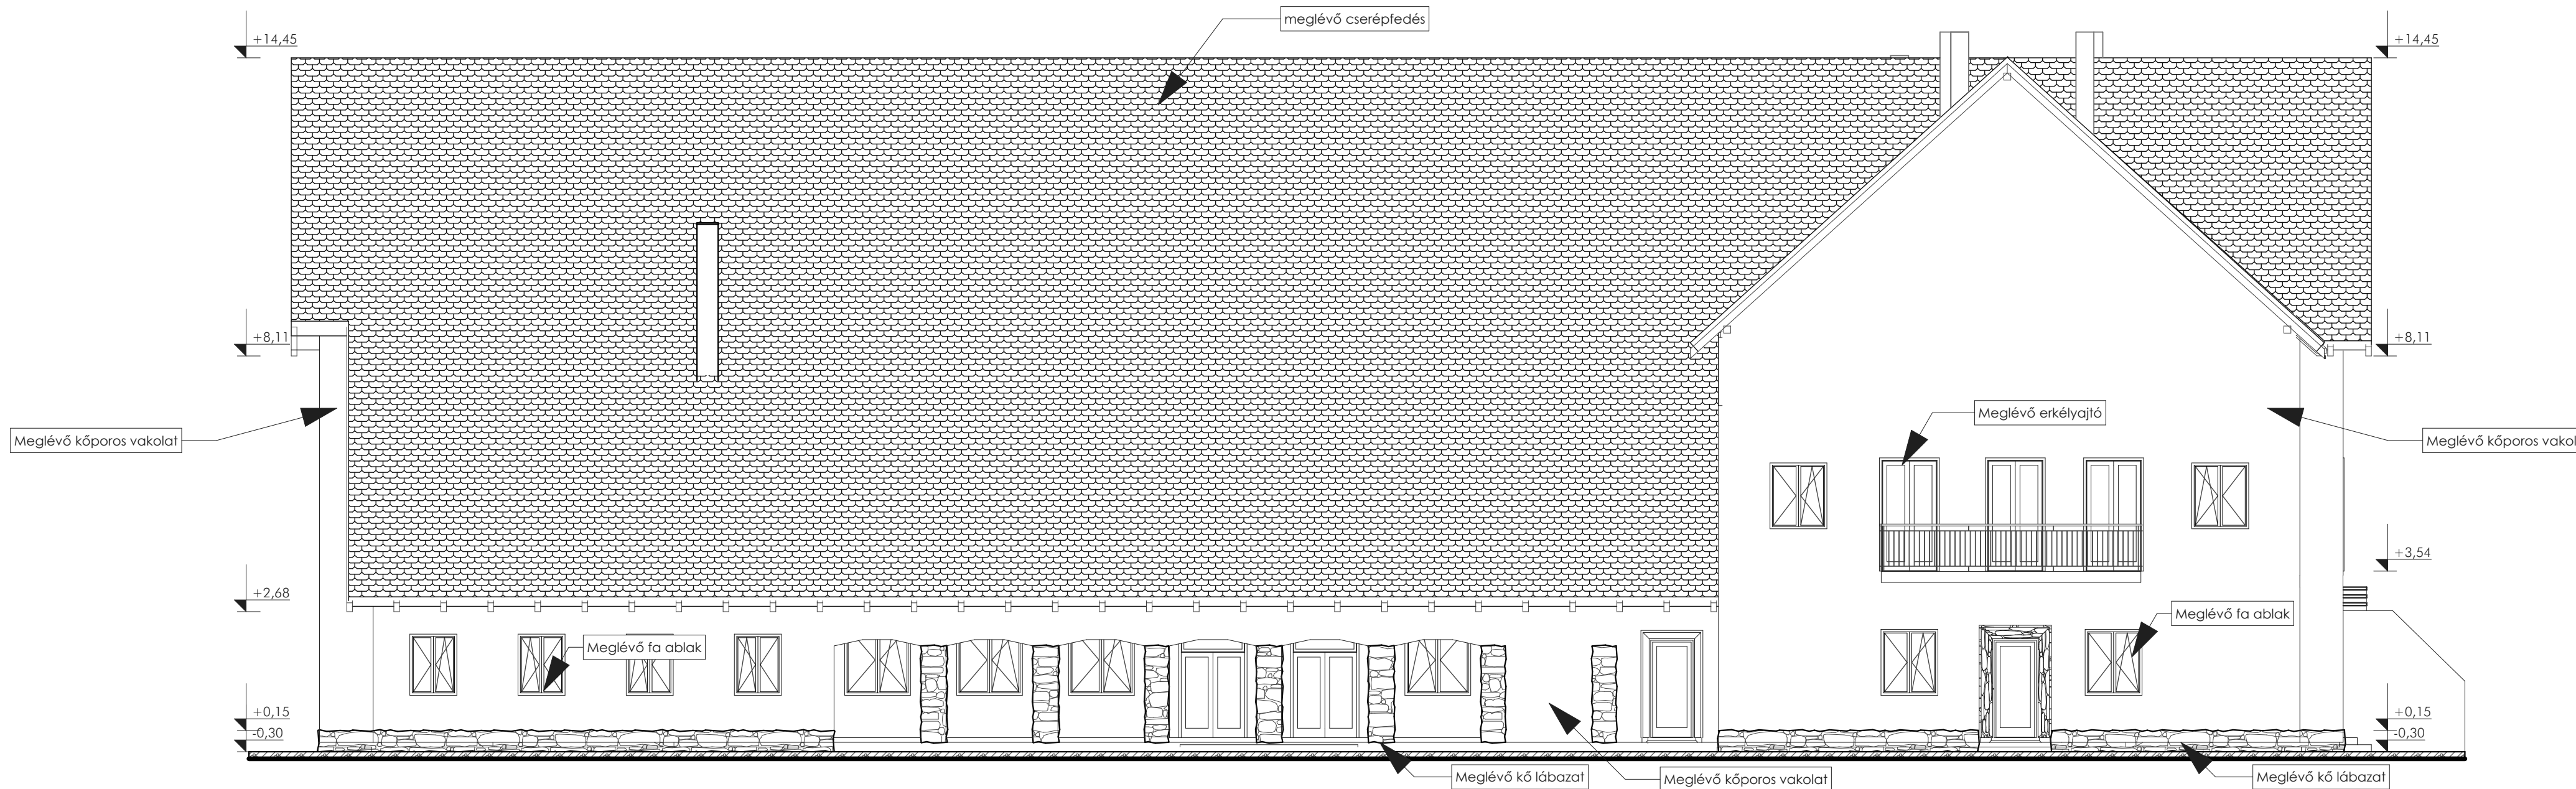 meglévő cserépfedés
+14,45
+14,45
+8,11
+8,11
Meglévő erkélyajtó
Meglévő kőporos vakolat
Meglévő kőporos vakol
+3,54
+2,68
Meglévő fa ablak
Meglévő fa ablak
+0,15
-0,30
+0,15
-0,30
Meglévő kő lábazat
Meglévő kőporos vakolat
Meglévő kő lábazat